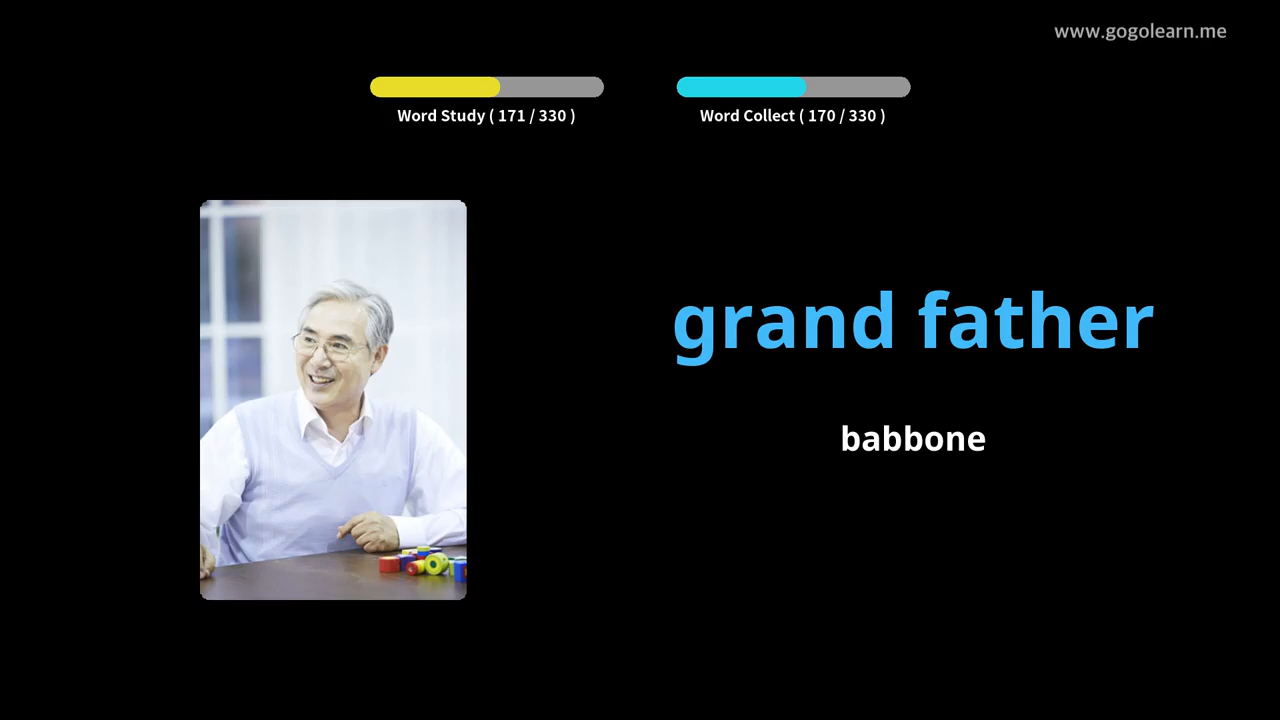 www.gogolearn.me
Word Study ( 171 / 330 )
Word Collect ( 170 / 330 )
grand father
babbone